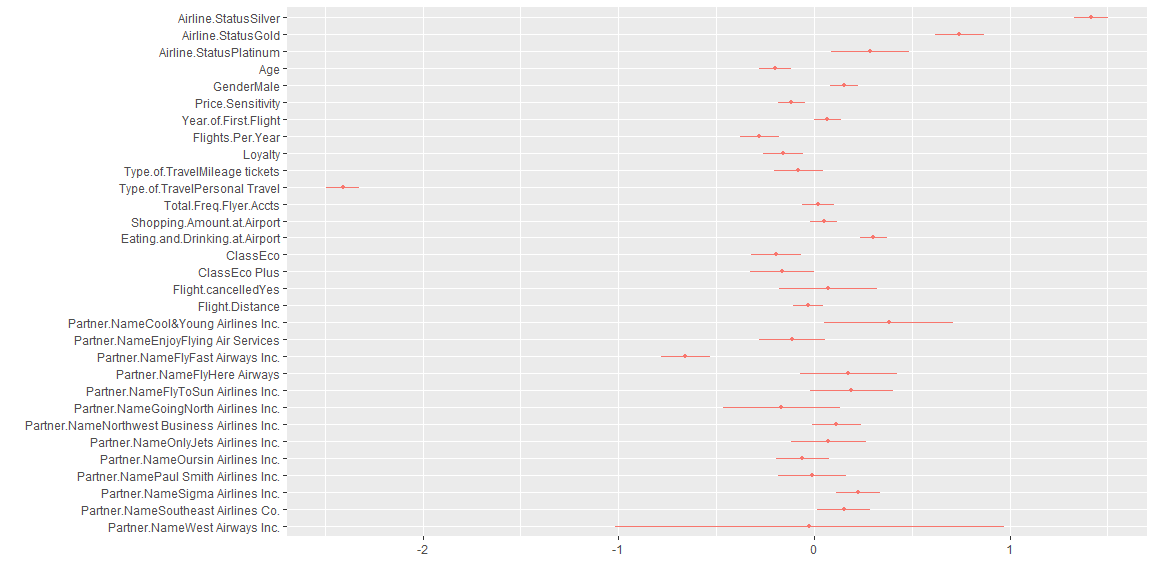 Airline.StatusSilver
Airline.StatusGold
Airline.StatusPlatinum
Age
GenderMale
Price.Sensitivity
Year.of.First.Flight
Flights.Per.Year
Loyalty
Type.of.TravelMileage tickets
Type.of.TravelPersonal Travel
Total.Freq.Flyer.Accts
Shopping.Amount.at.Airport
Eating.and.Drinking.at.Airport
ClassEco
ClassEco Plus
Flight.cancelledYes
Flight.Distance
Partner.NameCool&Young Airlines Inc.
Partner.NameEnjoyFlying Air Services
Partner.NameFlyFast Airways Inc.
Partner.NameFlyHere Airways
Partner.NameFlyToSun Airlines Inc.
Partner.NameGoingNorth Airlines Inc.
Partner.NameNorthwest Business Airlines Inc.
Partner.NameOnlyJets Airlines Inc.
Partner.NameOursin Airlines Inc.
Partner.NamePaul Smith Airlines Inc.
Partner.NameSigma Airlines Inc.
Partner.NameSoutheast Airlines Co.
Partner.NameWest Airways Inc.
-2 -1 0 1